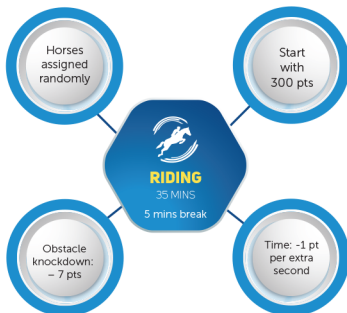 Horses
assigned
randomly
Start
with
300 pts
RIDING
35 MINS
5 mins break
Obstacle
knockdown:
– 7 pts
Time: -1 pt
per extra
second